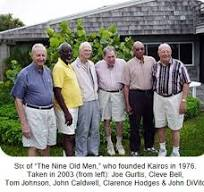 Six of "The Nine Old Men," who founded Kairos in 1976.
Taken in 2003 (from left) Joe Gurtis, Cleve Bell,
Tom Johnson, John Caldwell, Clarence Hodges & John DiVito